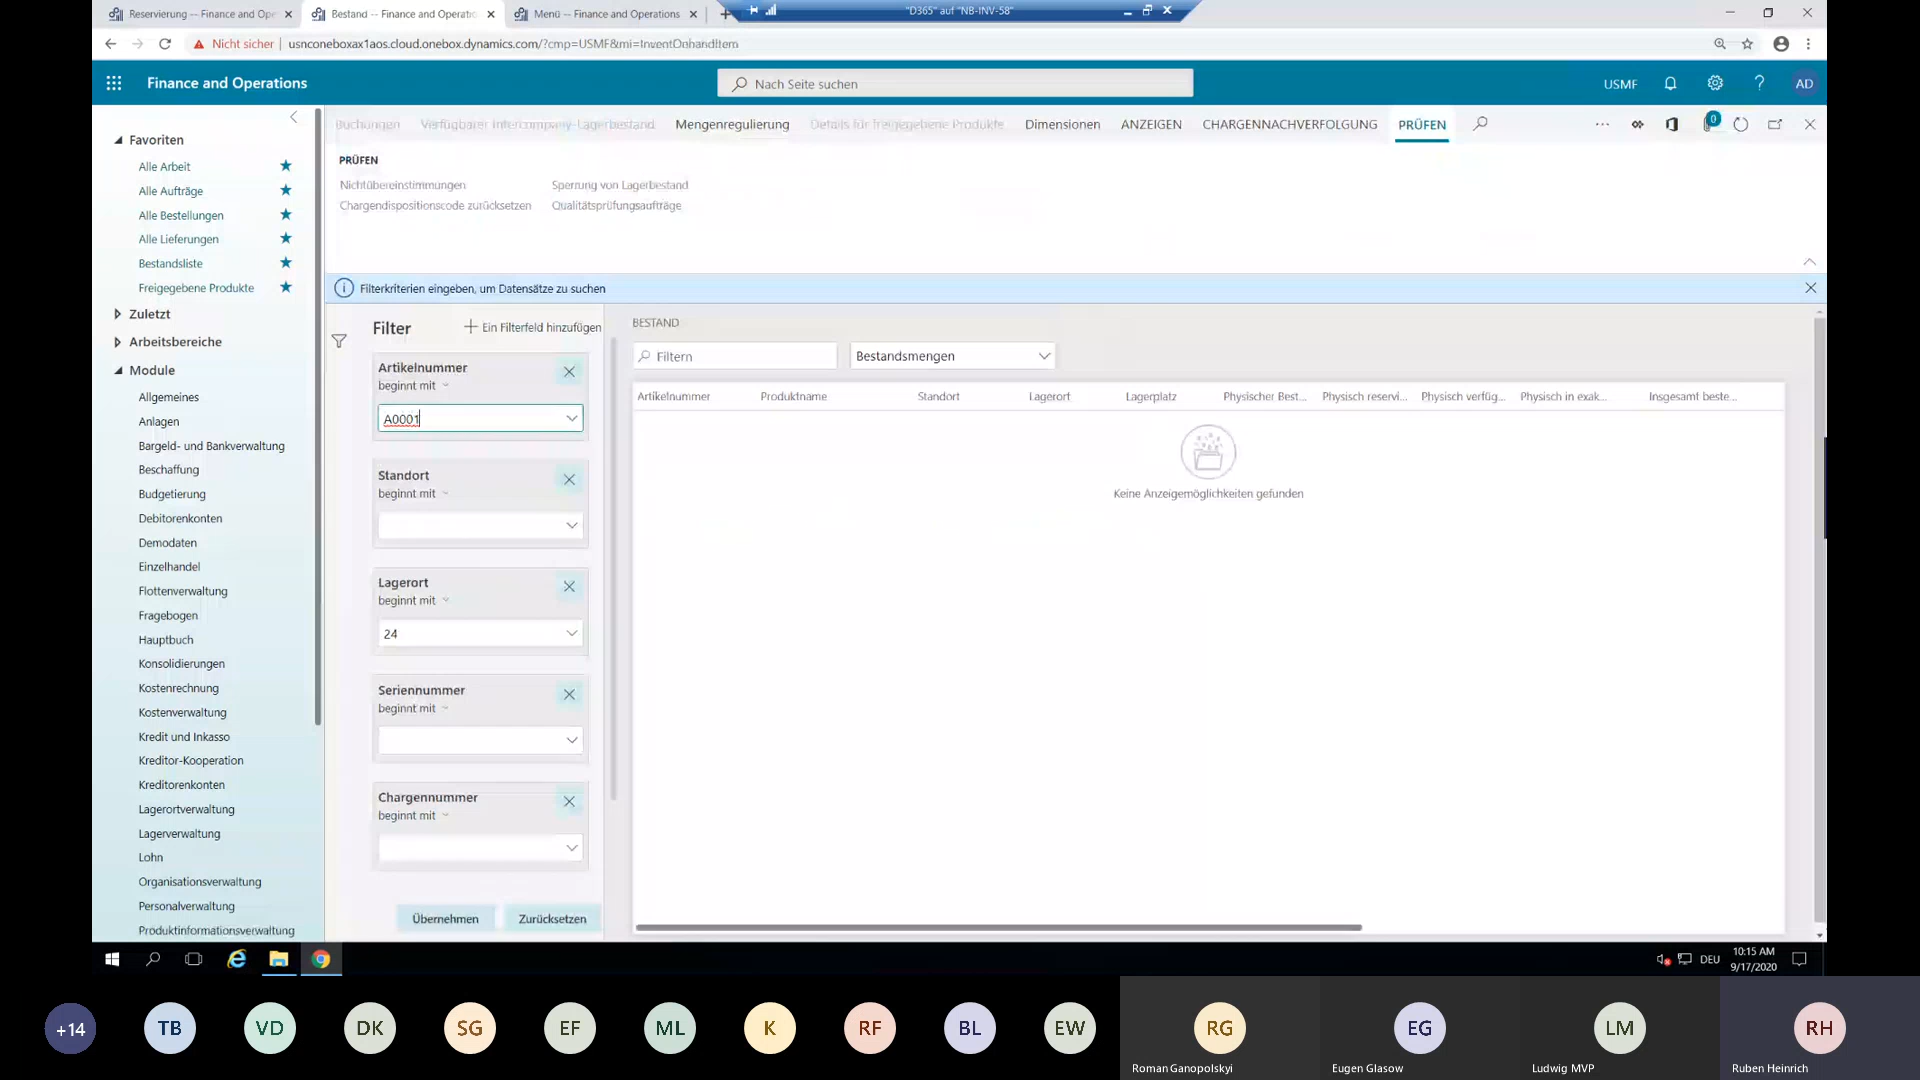 Reservierung -- Finance and Ope
Bestand -- Finance and Operatio
Menü -- Finance and Operations
"D365" auf "NB-INV-58"
Nicht sicher
usnconeboxax1aos.cloud.onebox.dynamics.com/?cmp=USMF&mi=InventOnhandItem
Finance and Operations
Nach Seite suchen
USMF
AD
Buchungen
Verfügbarer Intercompany-Lagerbestand
Mengenregulierung
Details für freigegebene Produkte
Dimensionen
ANZEIGEN
CHARGENNACHVERFOLGUNG
PRÜFEN
0
PRÜFEN
Nichtübereinstimmungen
Sperrung von Lagerbestand
Chargendispositionscode zurücksetzen
Qualitätsprüfungsaufträge
Filterkriterien eingeben, um Datensätze zu suchen
Favoriten
Alle Arbeit
Alle Aufträge
Alle Bestellungen
Alle Lieferungen
Bestandsliste
Freigegebene Produkte
Zuletzt
Arbeitsbereiche
Module
Allgemeines
Anlagen
Bargeld- und Bankverwaltung
Beschaffung
Budgetierung
Debitorenkonten
Demodaten
Einzelhandel
Flottenverwaltung
Fragebogen
Hauptbuch
Konsolidierungen
Kostenrechnung
Kostenverwaltung
Kredit und Inkasso
Kreditor-Kooperation
Kreditorenkonten
Lagerortverwaltung
Lagerverwaltung
Lohn
Organisationsverwaltung
Personalverwaltung
Produktinformationsverwaltung
Filter
Ein Filterfeld hinzufügen
Artikelnummer
beginnt mit
A0001
Standort
beginnt mit
Lagerort
beginnt mit
24
Seriennummer
beginnt mit
Chargennummer
beginnt mit
Übernehmen
Zurücksetzen
BESTAND
Filtern
Bestandsmengen
Artikelnummer
Produktname
Standort
Lagerort
Lagerplatz
Physischer Best...
Physisch reservi...
Physisch verfüg...
Physisch in exak...
Insgesamt beste...
Keine Anzeigemöglichkeiten gefunden
DEU
10:15 AM
9/17/2020
+14
TB
VD
DK
SG
EF
ML
K
RF
BL
EW
RG
Roman Ganopolskyi
EG
Eugen Glasow
LM
Ludwig MVP
RH
Ruben Heinrich